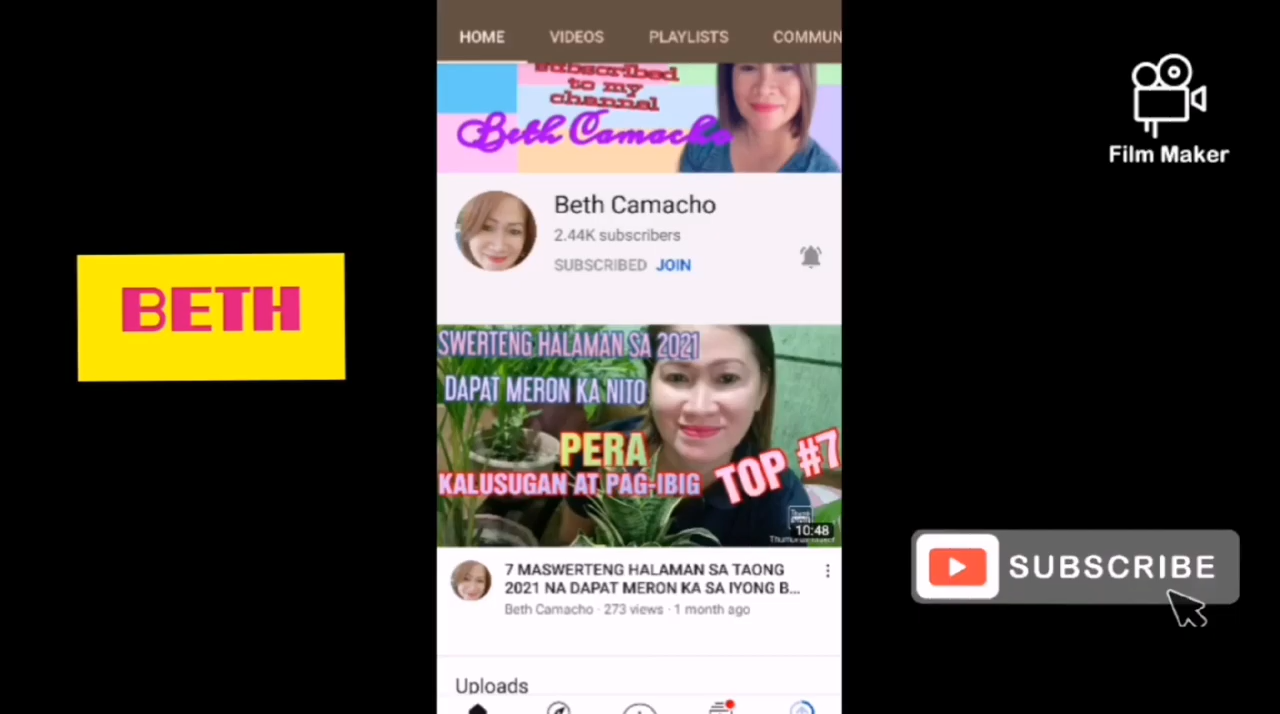 HOME VIDEOS PLAYLISTS COMMUN
subscribed
to my
channel
Beth Camacho
Film Maker
Beth Camacho
2.44K subscribers
SUBSCRIBED JOIN
BETH
SWERTENG HALAMAN SA 2021
DAPAT MERON KA NITO
PERA
KALUSUGAN AT PAG-IBIG
TOP #7
10:48
7 MASWERTENG HALAMAN SA TAONG
2021 NA DAPAT MERON KA SA IYONG B...
Beth Camacho · 273 views · 1 month ago
SUBSCRIBE
Uploads